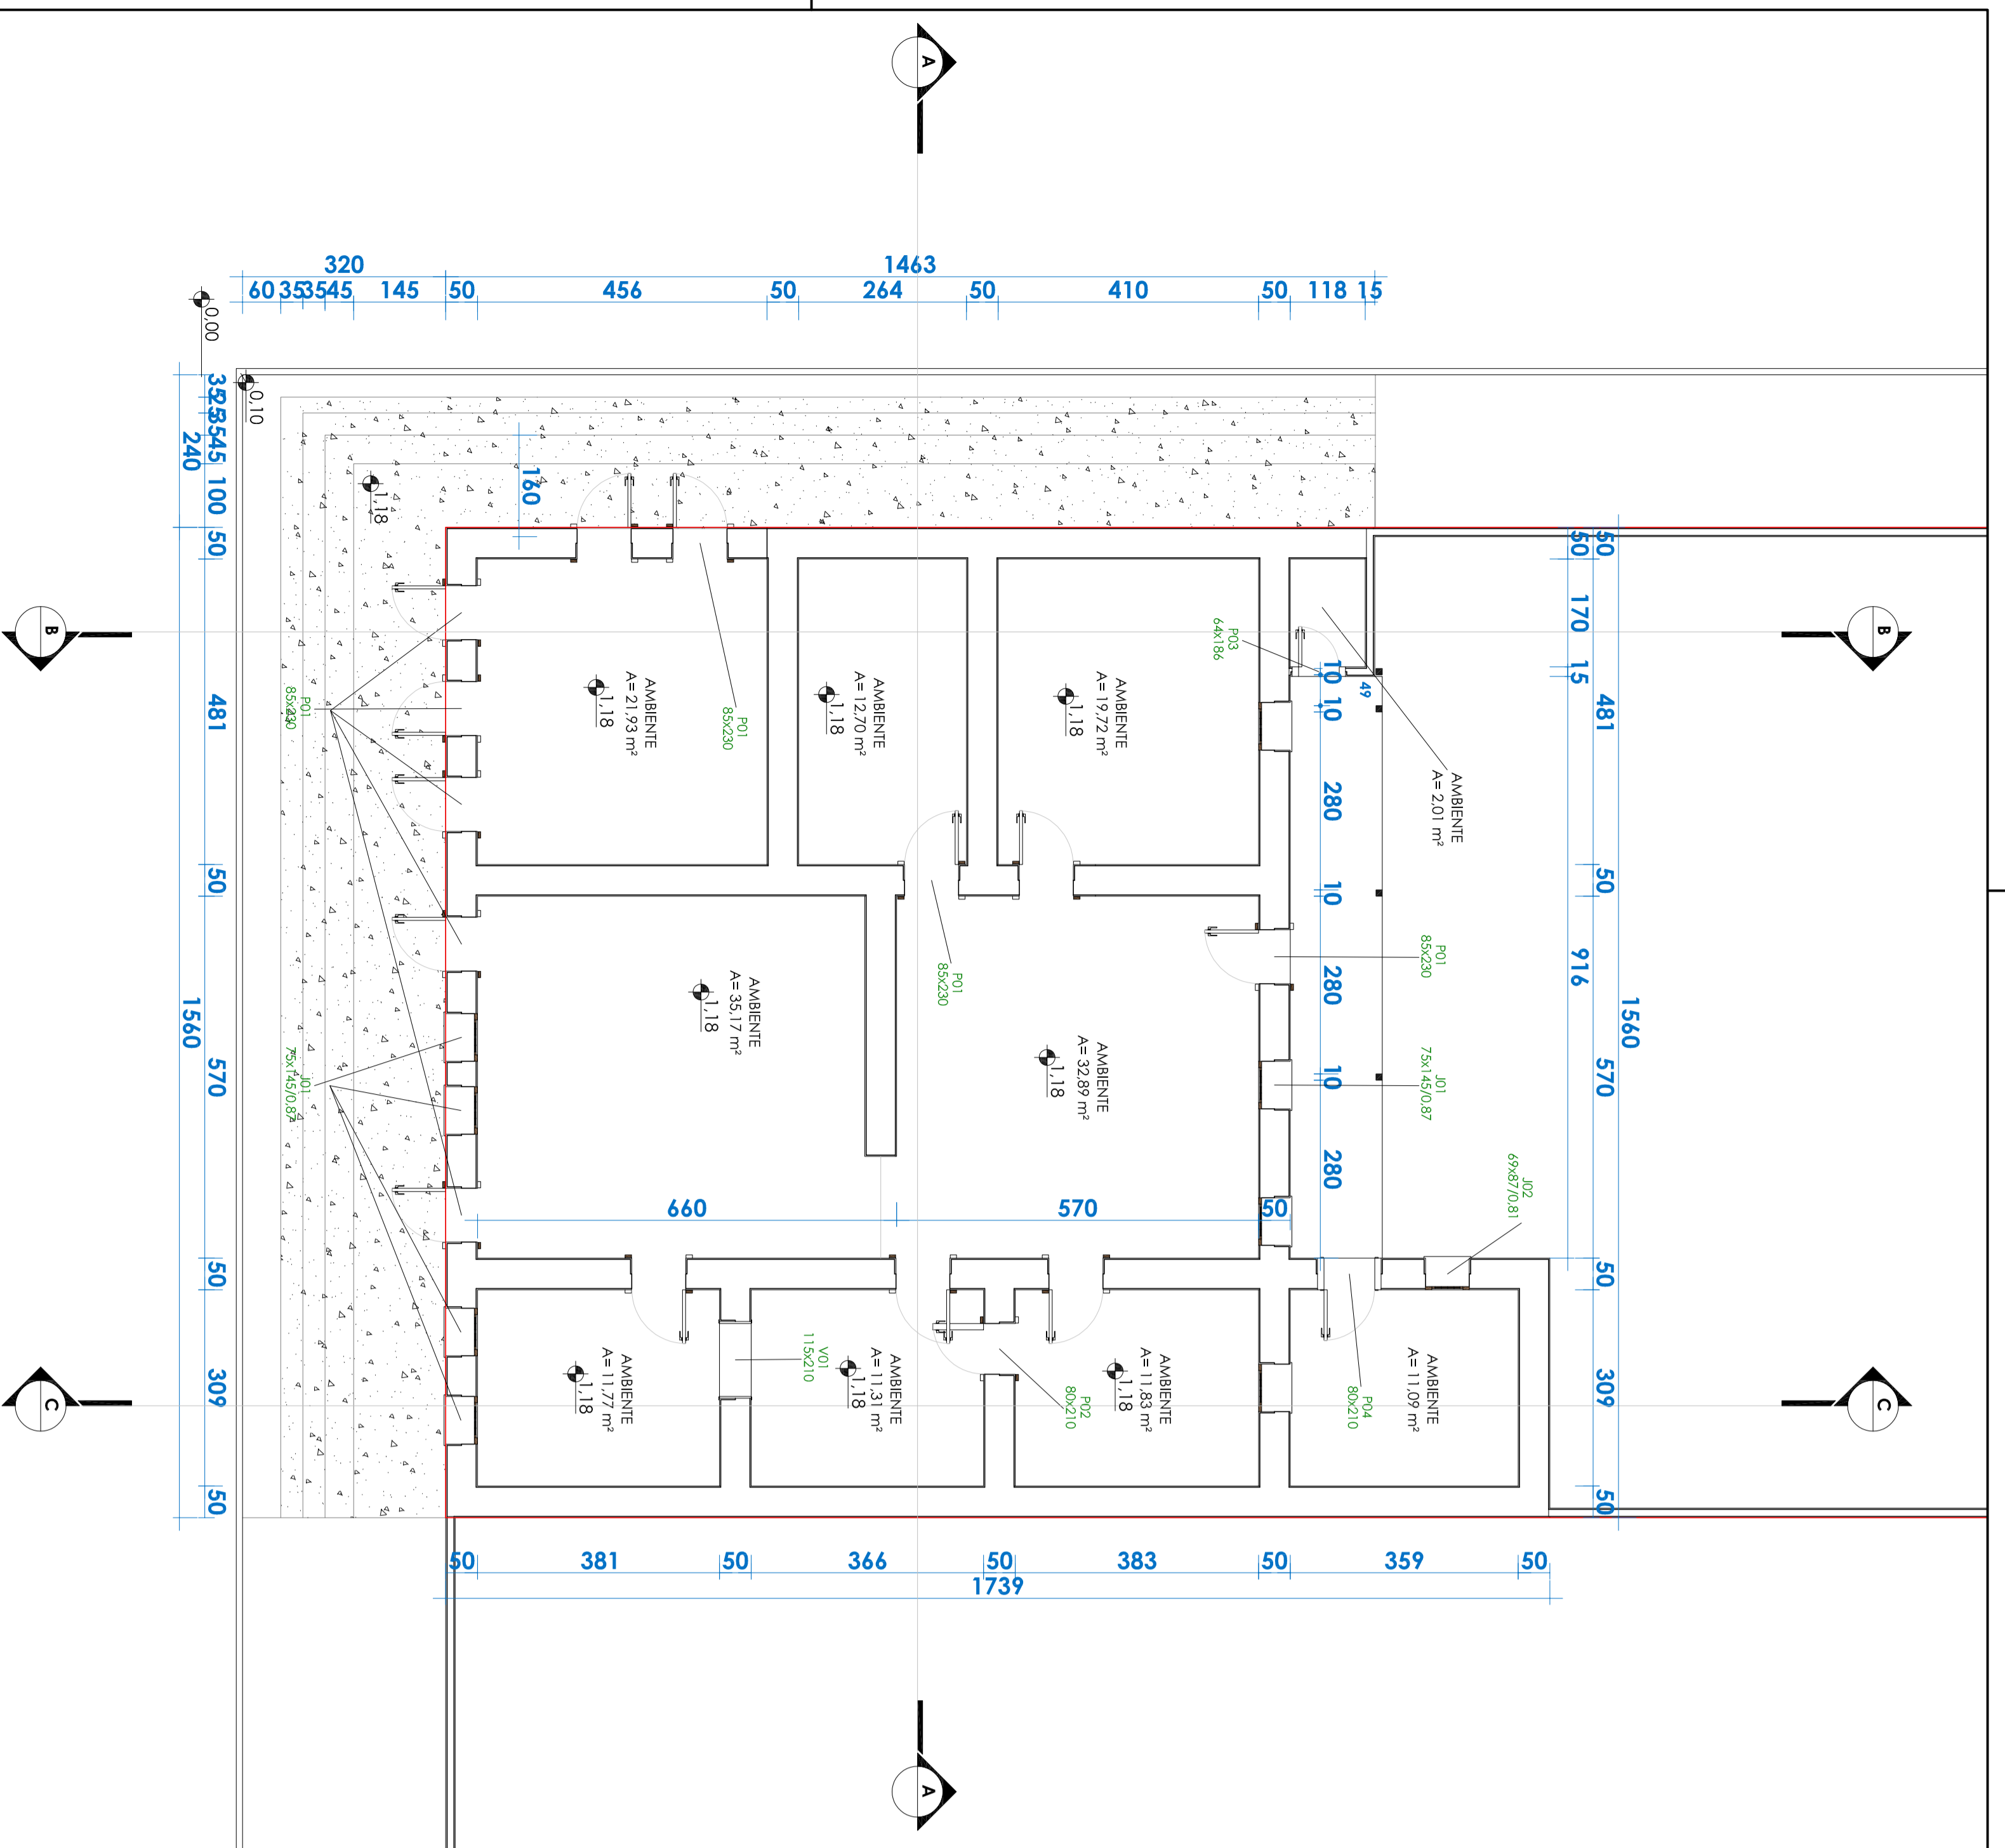 A
320
1463
60
35
35
45
145
50
456
50
264
50
410
50
118
15
0,00
0,10
35
25
35
45
240
100
50
481
50
1560
570
50
309
50
1,18
160
B
B
P01
85x230
P01
85x230
AMBIENTE
A= 21,93 m²
1,18
AMBIENTE
A= 12,70 m²
1,18
AMBIENTE
A= 19,72 m²
1,18
P03
64x186
AMBIENTE
A= 2,01 m²
50
50
170
15
481
50
916
1560
570
50
309
50
10
49
10
280
10
280
10
280
P01
85x230
P01
85x230
J01
75x145/0,87
J01
75x145/0,87
J02
69x87/0,81
AMBIENTE
A= 35,17 m²
1,18
AMBIENTE
A= 32,89 m²
1,18
660
570
50
AMBIENTE
A= 11,77 m²
1,18
V01
115x210
AMBIENTE
A= 11,31 m²
1,18
P02
80x210
AMBIENTE
A= 11,83 m²
1,18
P04
80x210
AMBIENTE
A= 11,09 m²
C
C
50
381
50
366
50
383
50
359
50
1739
A